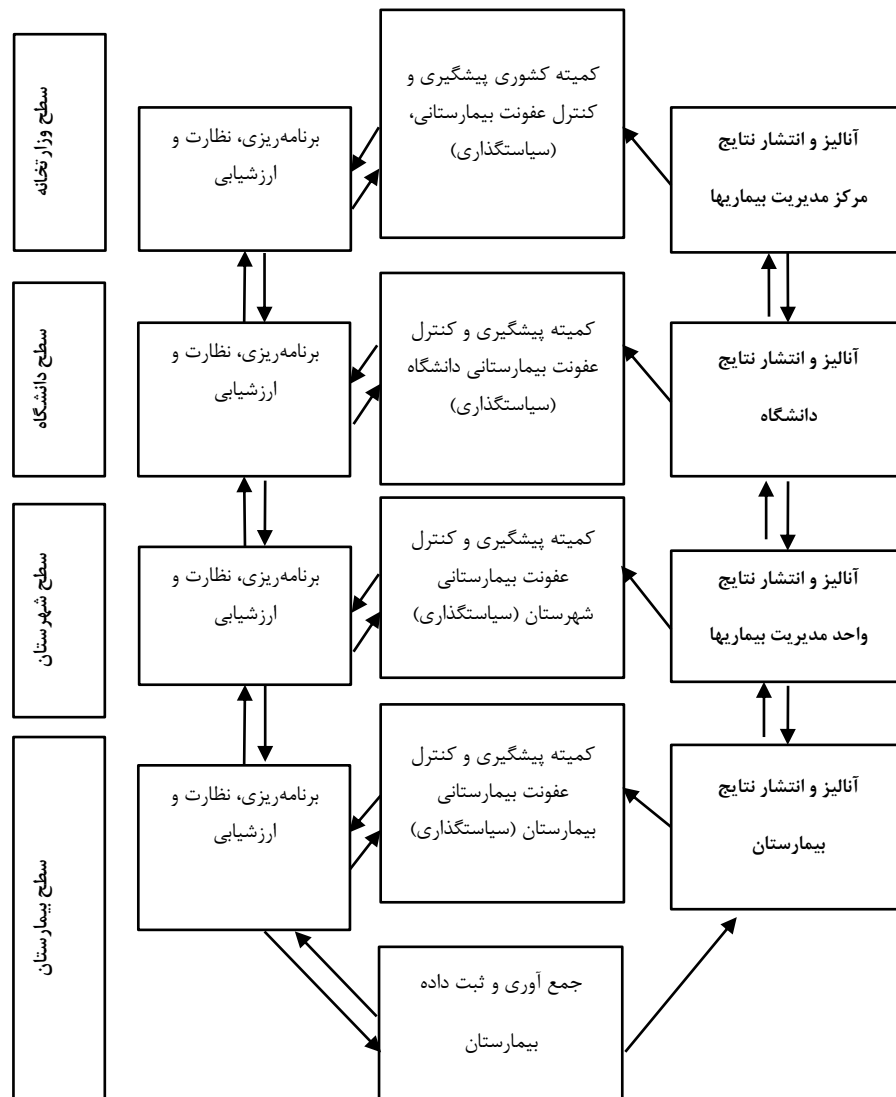 سطح وزارتخانه
آنالیز و انتشار نتایج
مرکز مدیریت بیماریها
کمیته کشوری پیشگیری و
کنترل عفونت بیمارستانی،
(سیاستگذاری)
برنامه‌ریزی، نظارت و
ارزشیابی
سطح دانشگاه
آنالیز و انتشار نتایج
دانشگاه
کمیته پیشگیری و کنترل
عفونت بیمارستانی دانشگاه
(سیاستگذاری)
برنامه‌ریزی، نظارت و
ارزشیابی
سطح شهرستان
آنالیز و انتشار نتایج
واحد مدیریت بیماریها
کمیته پیشگیری و کنترل
عفونت بیمارستانی
شهرستان (سیاستگذاری)
برنامه‌ریزی، نظارت و
ارزشیابی
سطح بیمارستان
آنالیز و انتشار نتایج
بیمارستان
کمیته پیشگیری و کنترل
عفونت بیمارستانی
بیمارستان (سیاستگذاری)
برنامه‌ریزی، نظارت و
ارزشیابی
جمع آوری و ثبت داده
بیمارستان